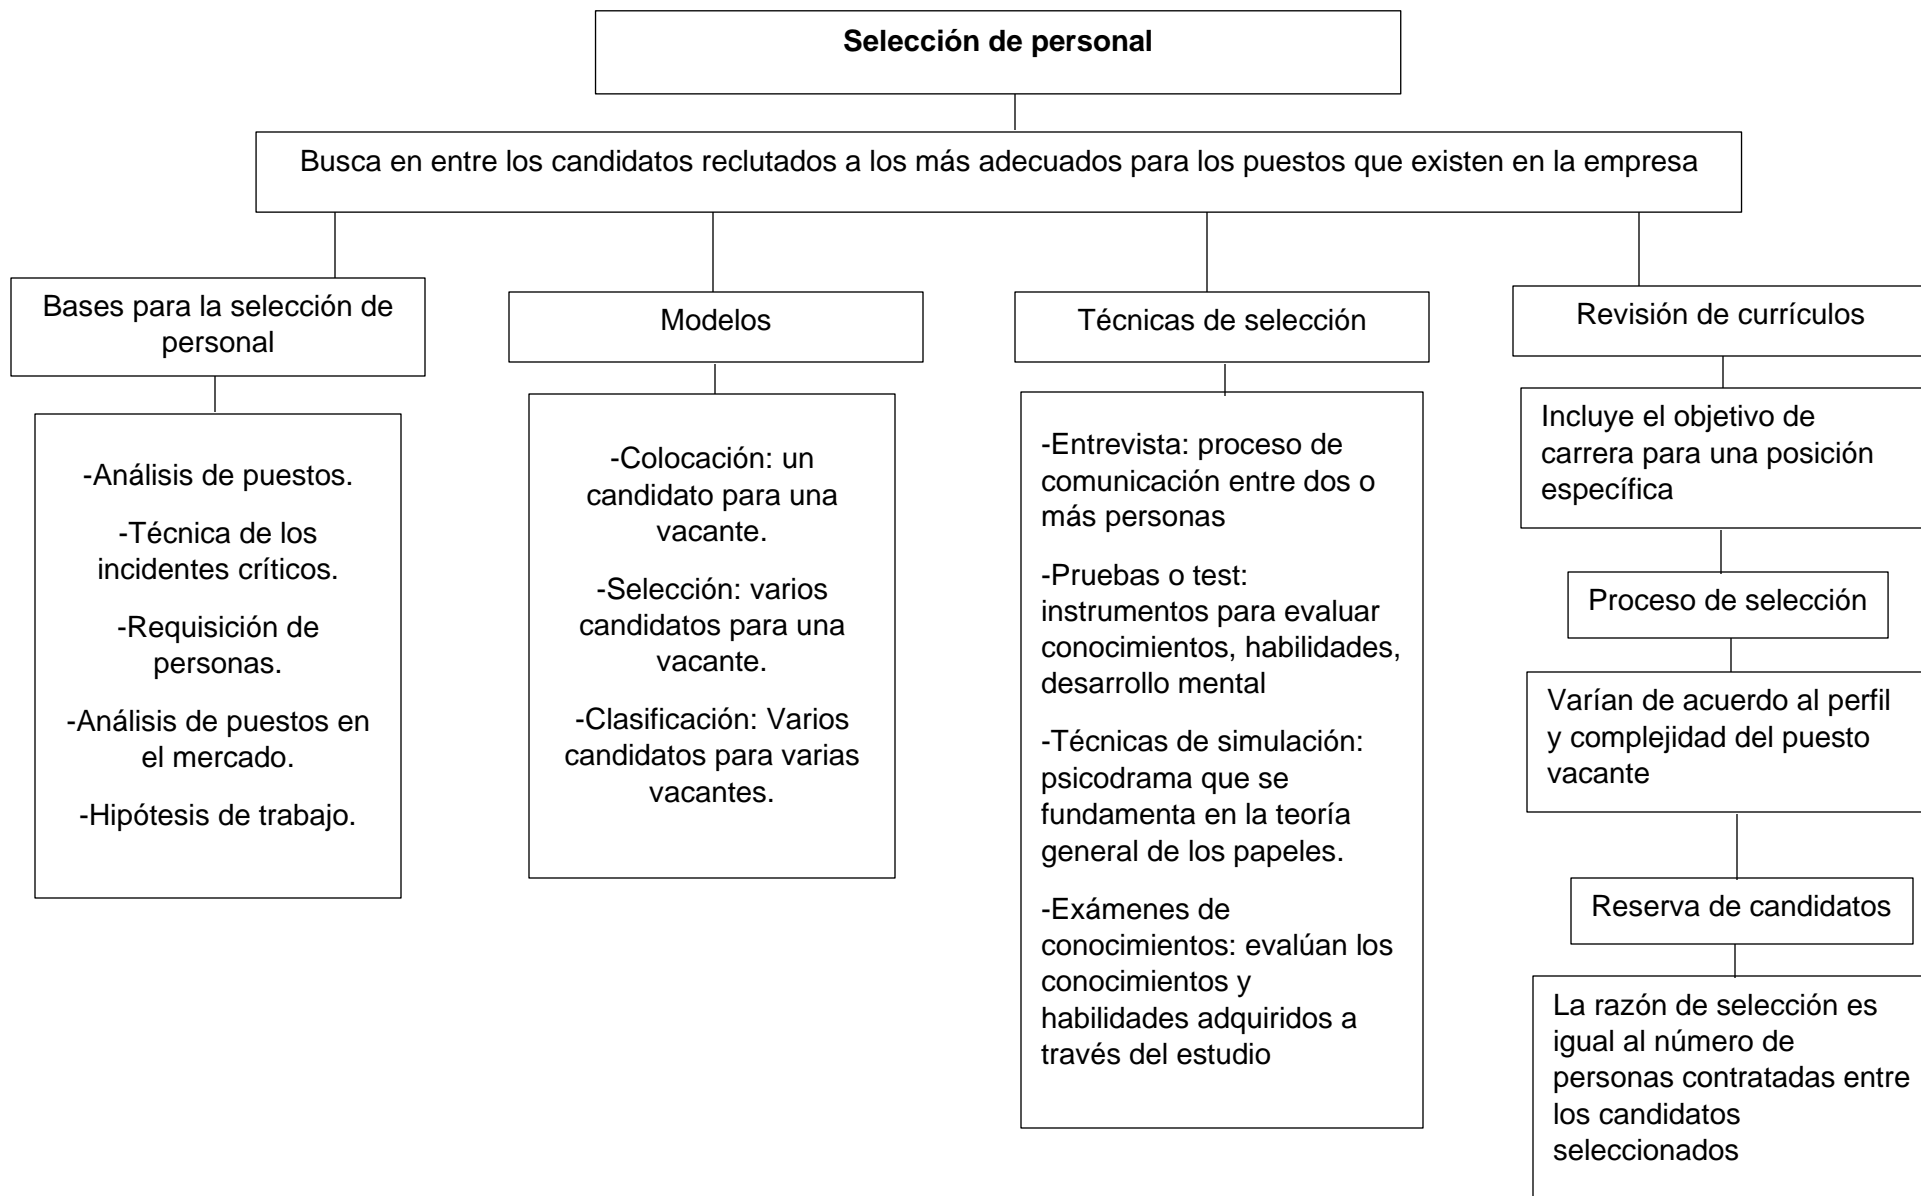 Selección de personal
Busca en entre los candidatos reclutados a los más adecuados para los puestos que existen en la empresa
Bases para la selección de
personal
-Análisis de puestos.
-Técnica de los
incidentes críticos.
-Requisición de
personas.
-Análisis de puestos en
el mercado.
-Hipótesis de trabajo.
Modelos
-Colocación: un
candidato para una
vacante.
-Selección: varios
candidatos para una
vacante.
-Clasificación: Varios
candidatos para varias
vacantes.
Técnicas de selección
-Entrevista: proceso de
comunicación entre dos o
más personas
-Pruebas o test:
instrumentos para evaluar
conocimientos, habilidades,
desarrollo mental
-Técnicas de simulación:
psicodrama que se
fundamenta en la teoría
general de los papeles.
-Exámenes de
conocimientos: evalúan los
conocimientos y
habilidades adquiridos a
través del estudio
Revisión de currículos
Incluye el objetivo de
carrera para una posición
específica
Proceso de selección
Varían de acuerdo al perfil
y complejidad del puesto
vacante
Reserva de candidatos
La razón de selección es
igual al número de
personas contratadas entre
los candidatos
seleccionados